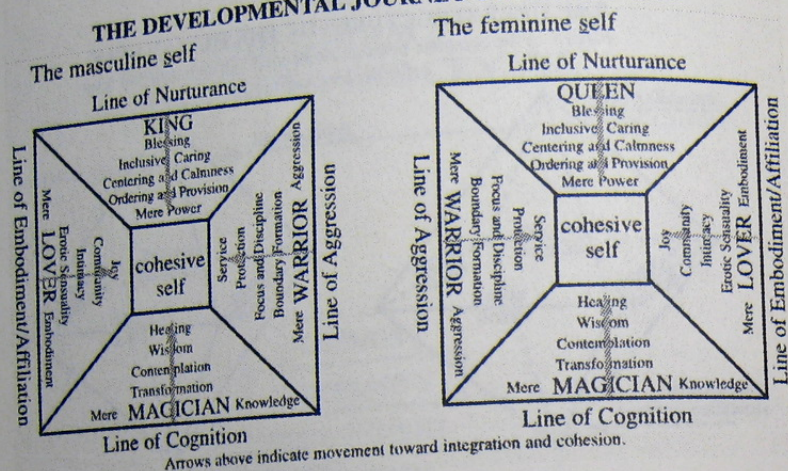 THE DEVELOPMENTAL
The masculine self
Line of Nurturance
KING
Blessing
Inclusive Caring
Centering and Calmness
Ordering and Provision
Mere Power
Line of Embodiment/Affiliation
Mere LOVER Embodiment
Erotic Sensuality
Intimacy
Community
Joy
cohesive
self
Service
Protection
Focus and Discipline
Boundary Formation
Mere WARRIOR Aggression
Line of Aggression
Healing
Wisdom
Contemplation
Transformation
Mere MAGICIAN Knowledge
Line of Cognition
The feminine self
Line of Nurturance
QUEEN
Blessing
Inclusive Caring
Centering and Calmness
Ordering and Provision
Mere Power
Line of Aggression
Mere WARRIOR Aggression
Boundary Formation
Focus and Discipline
Protection
Service
cohesive
self
Joy
Community
Intimacy
Erotic Sensuality
Mere LOVER Embodiment
Line of Embodiment/Affiliation
Healing
Wisdom
Contemplation
Transformation
Mere MAGICIAN Knowledge
Line of Cognition
Arrows above indicate movement toward integration and cohesion.